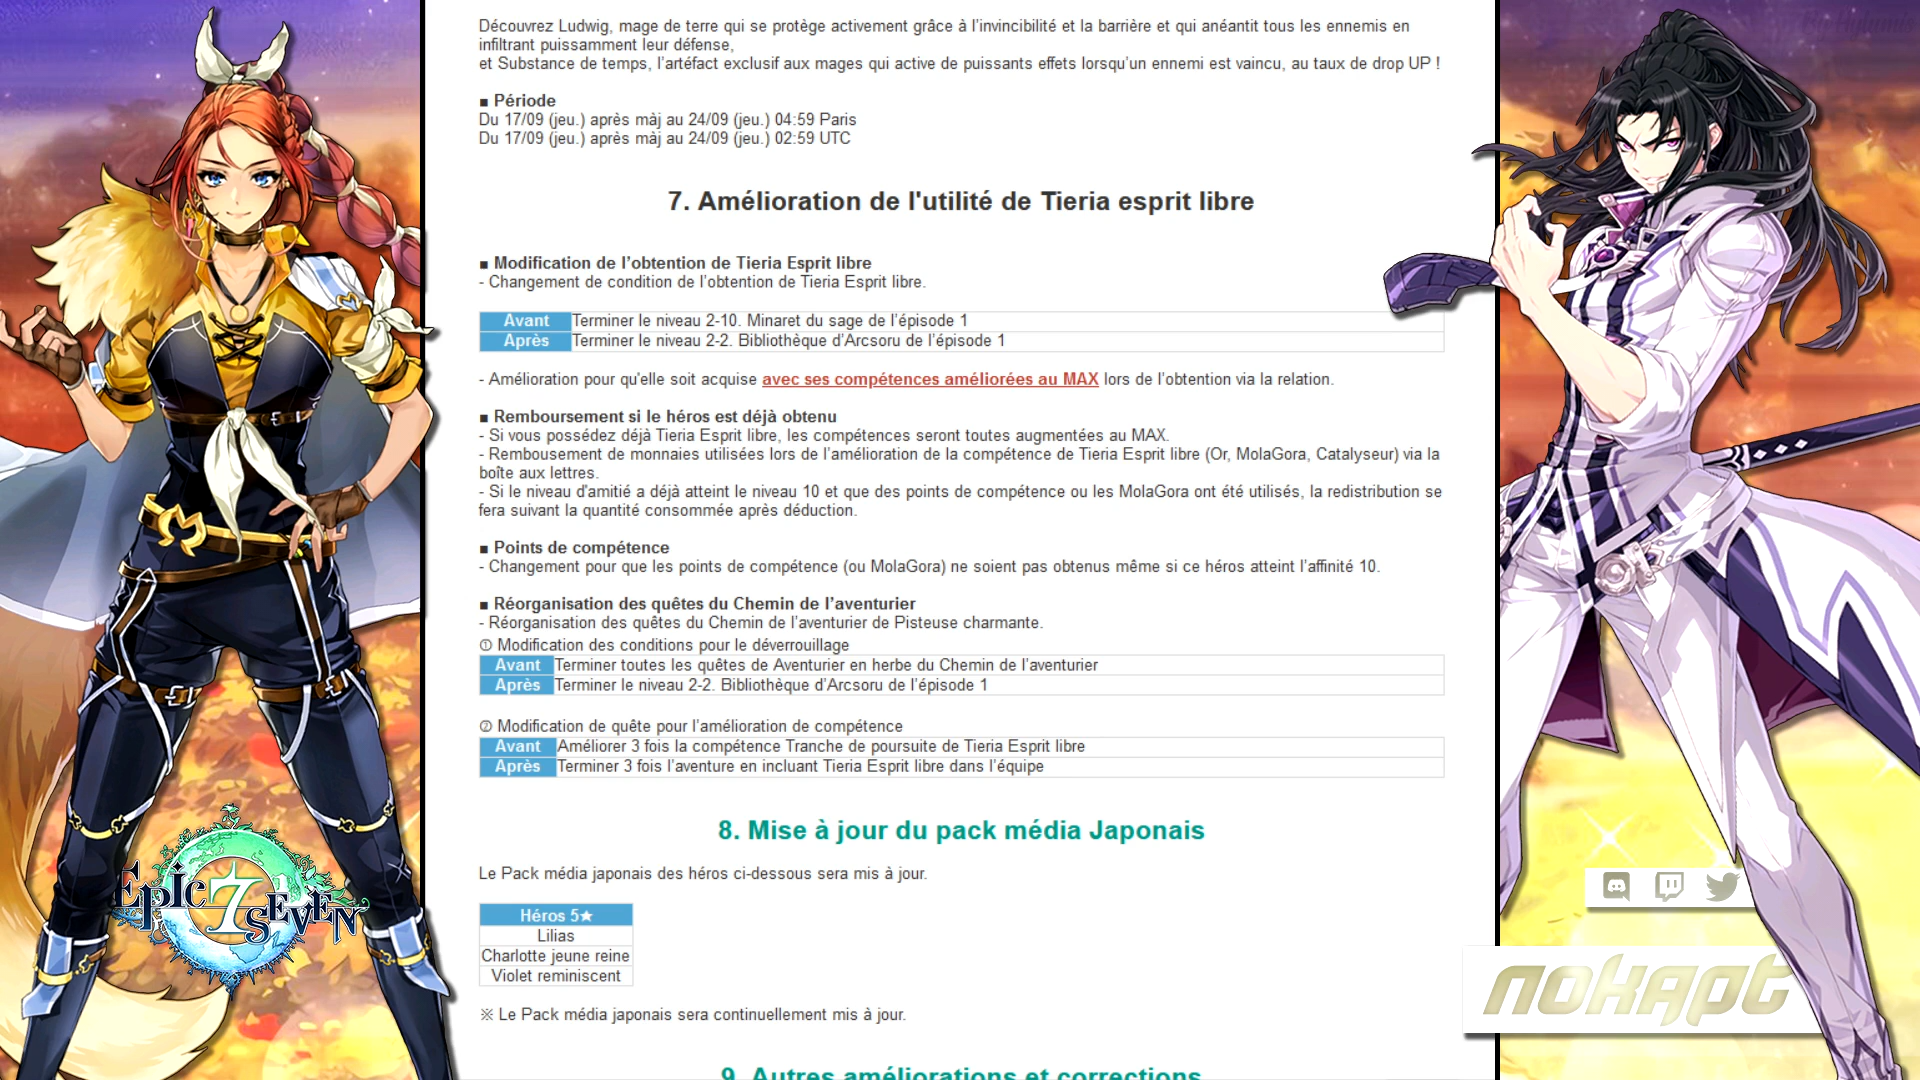 Découvrez Ludwig, mage de terre qui se protège activement grâce à l’invincibilité et la barrière et qui anéantit tous les ennemis en
infiltrant puissamment leur défense,
et Substance de temps, l’artéfact exclusif aux mages qui active de puissants effets lorsqu’un ennemi est vaincu, au taux de drop UP !
■ Période
Du 17/09 (jeu.) après màj au 24/09 (jeu.) 04:59 Paris
Du 17/09 (jeu.) après màj au 24/09 (jeu.) 02:59 UTC
7. Amélioration de l'utilité de Tieria esprit libre
■ Modification de l’obtention de Tieria Esprit libre
- Changement de condition de l’obtention de Tieria Esprit libre.
Avant Terminer le niveau 2-10. Minaret du sage de l’épisode 1
Après Terminer le niveau 2-2. Bibliothèque d’Arcsoru de l’épisode 1
- Amélioration pour qu'elle soit acquise avec ses compétences améliorées au MAX lors de l’obtention via la relation.
■ Remboursement si le héros est déjà obtenu
- Si vous possédez déjà Tieria Esprit libre, les compétences seront toutes augmentées au MAX.
- Rembousement de monnaies utilisées lors de l’amélioration de la compétence de Tieria Esprit libre (Or, MolaGora, Catalyseur) via la
boîte aux lettres.
- Si le niveau d'amitié a déjà atteint le niveau 10 et que des points de compétence ou les MolaGora ont été utilisés, la redistribution se
fera suivant la quantité consommée après déduction.
■ Points de compétence
- Changement pour que les points de compétence (ou MolaGora) ne soient pas obtenus même si ce héros atteint l’affinité 10.
■ Réorganisation des quêtes du Chemin de l’aventurier
- Réorganisation des quêtes du Chemin de l’aventurier de Pisteuse charmante.
① Modification des conditions pour le déverrouillage
Avant Terminer toutes les quêtes de Aventurier en herbe du Chemin de l’aventurier
Après Terminer le niveau 2-2. Bibliothèque d’Arcsoru de l’épisode 1
② Modification de quête pour l’amélioration de compétence
Avant Améliorer 3 fois la compétence Tranche de poursuite de Tieria Esprit libre
Après Terminer 3 fois l’aventure en incluant Tieria Esprit libre dans l’équipe
8. Mise à jour du pack média Japonais
Le Pack média japonais des héros ci-dessous sera mis à jour.
Héros 5★
Lilias
Charlotte jeune reine
Violet reminiscent
※ Le Pack média japonais sera continuellement mis à jour.
9. Autres améliorations et corrections
EPIC 7 SEVEN
nokapt